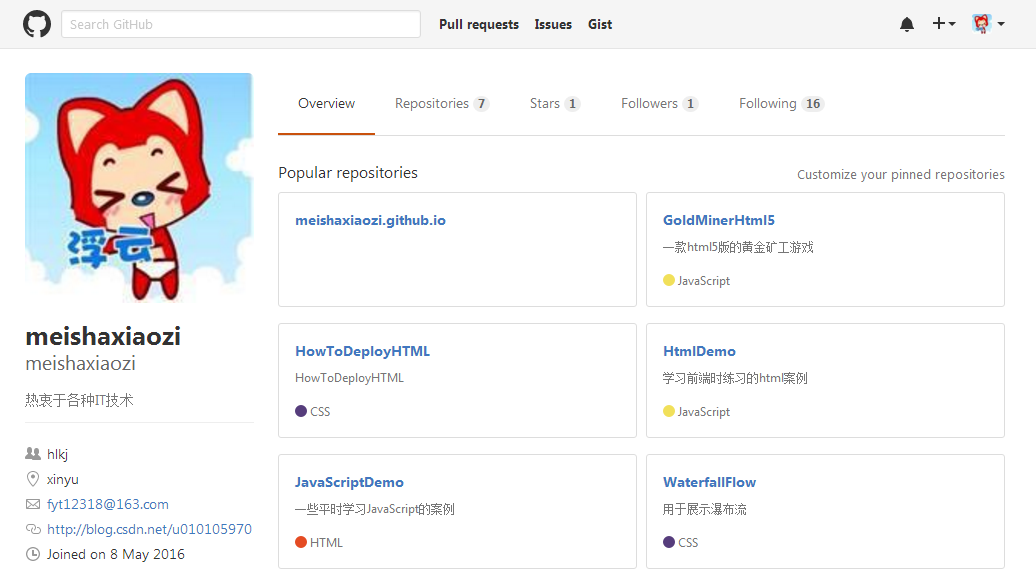 Search GitHub
Pull requests Issues Gist
Overview Repositories 7 Stars 1 Followers 1 Following 16
浮云
meishaxiaozi
meishaxiaozi
热衷于各种IT技术
hlkj
xinyu
fyt12318@163.com
http://blog.csdn.net/u010105970
Joined on 8 May 2016
Popular repositories
Customize your pinned repositories
meishaxiaozi.github.io
GoldMinerHtml5
一款html5版的黄金矿工游戏
JavaScript
HowToDeployHTML
HowToDeployHTML
CSS
HtmlDemo
学习前端时练习的html案例
JavaScript
JavaScriptDemo
一些平时学习JavaScript的案例
HTML
WaterfallFlow
用于展示瀑布流
CSS